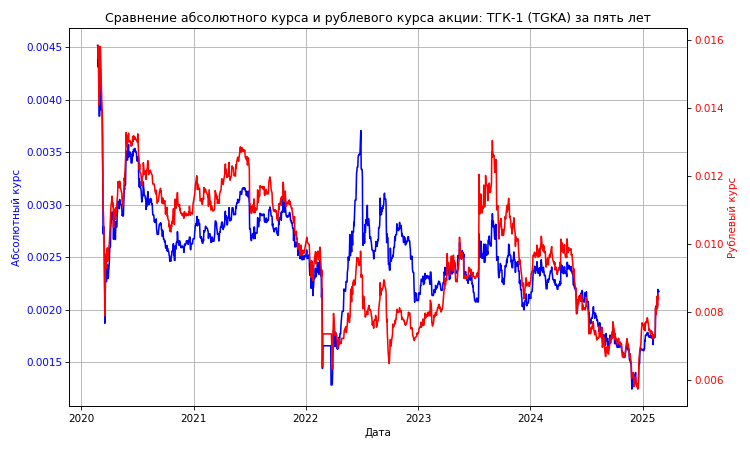 Сравнение абсолютного курса и рублевого курса акции: ТГК-1 (TGKA) за пять лет
0.0045
0.0040
0.0035
0.0030
0.0025
0.0020
0.0015
Абсолютный курс
0.016
0.014
0.012
0.010
0.008
0.006
Рублевый курс
2020 2021 2022 2023 2024 2025
Дата